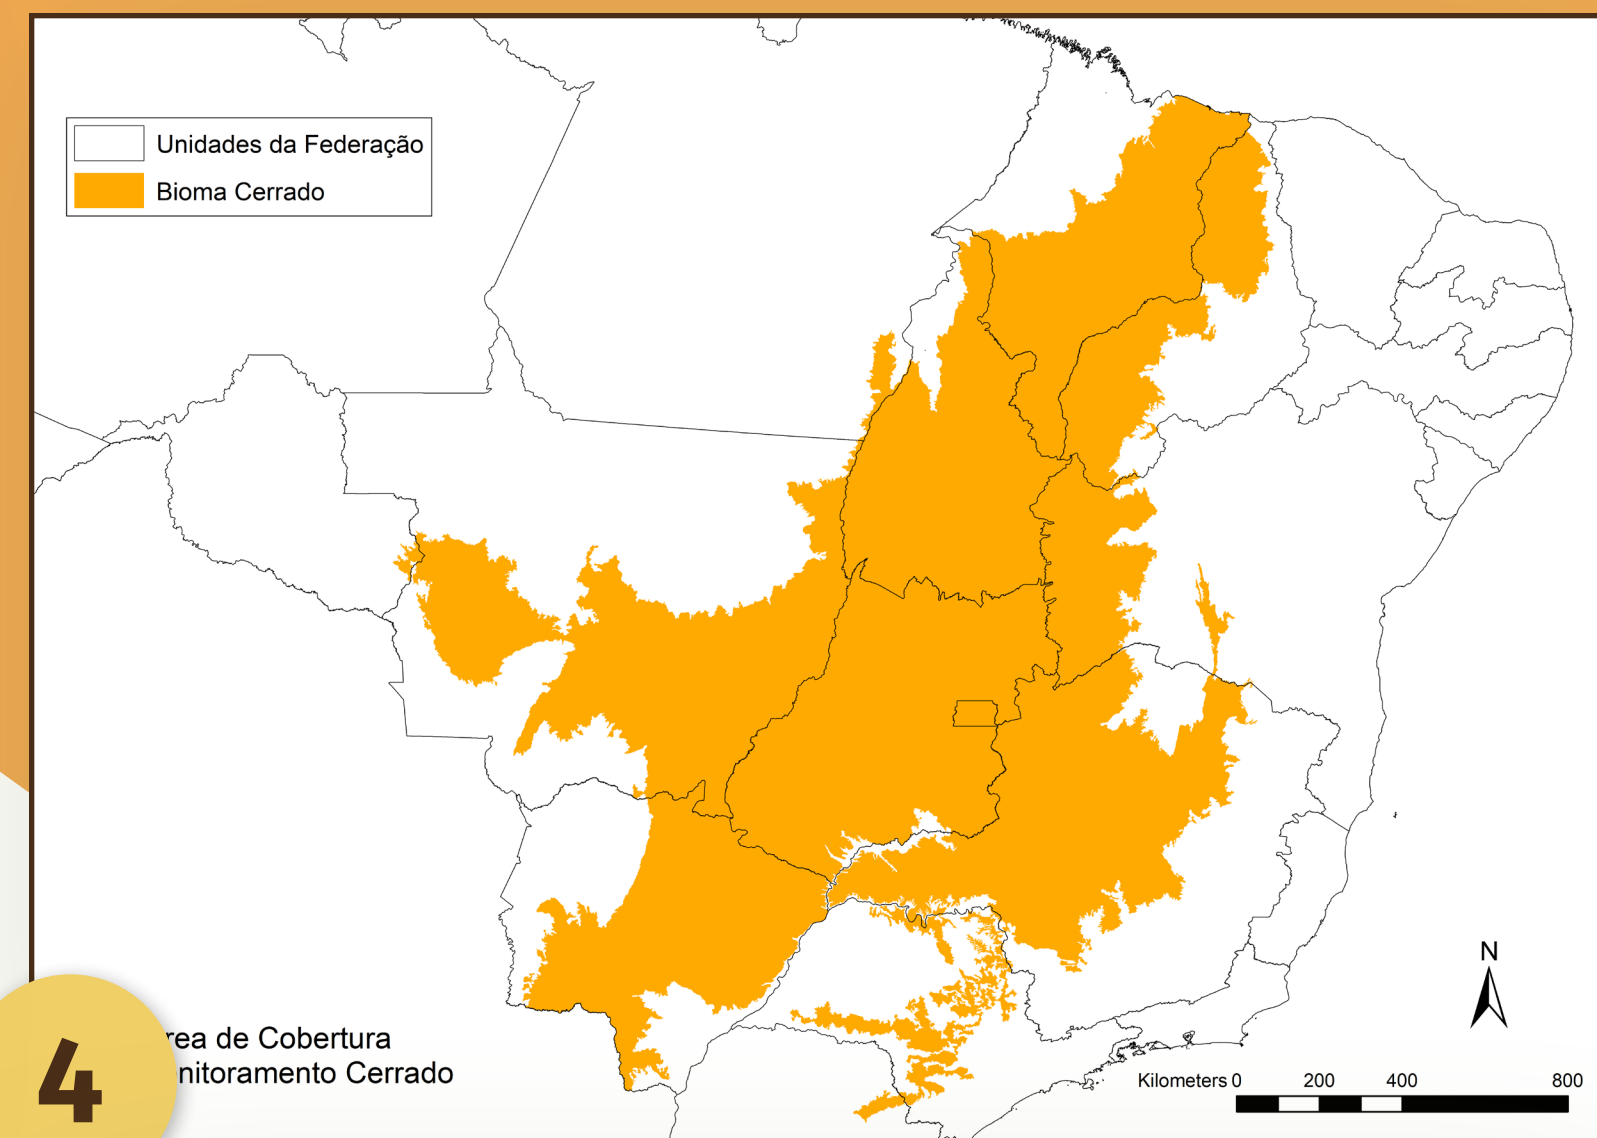 Unidades da Federação
Bioma Cerrado
N
rea de Cobertura
nitoramento Cerrado
Kilometers 0 200 400 800
4